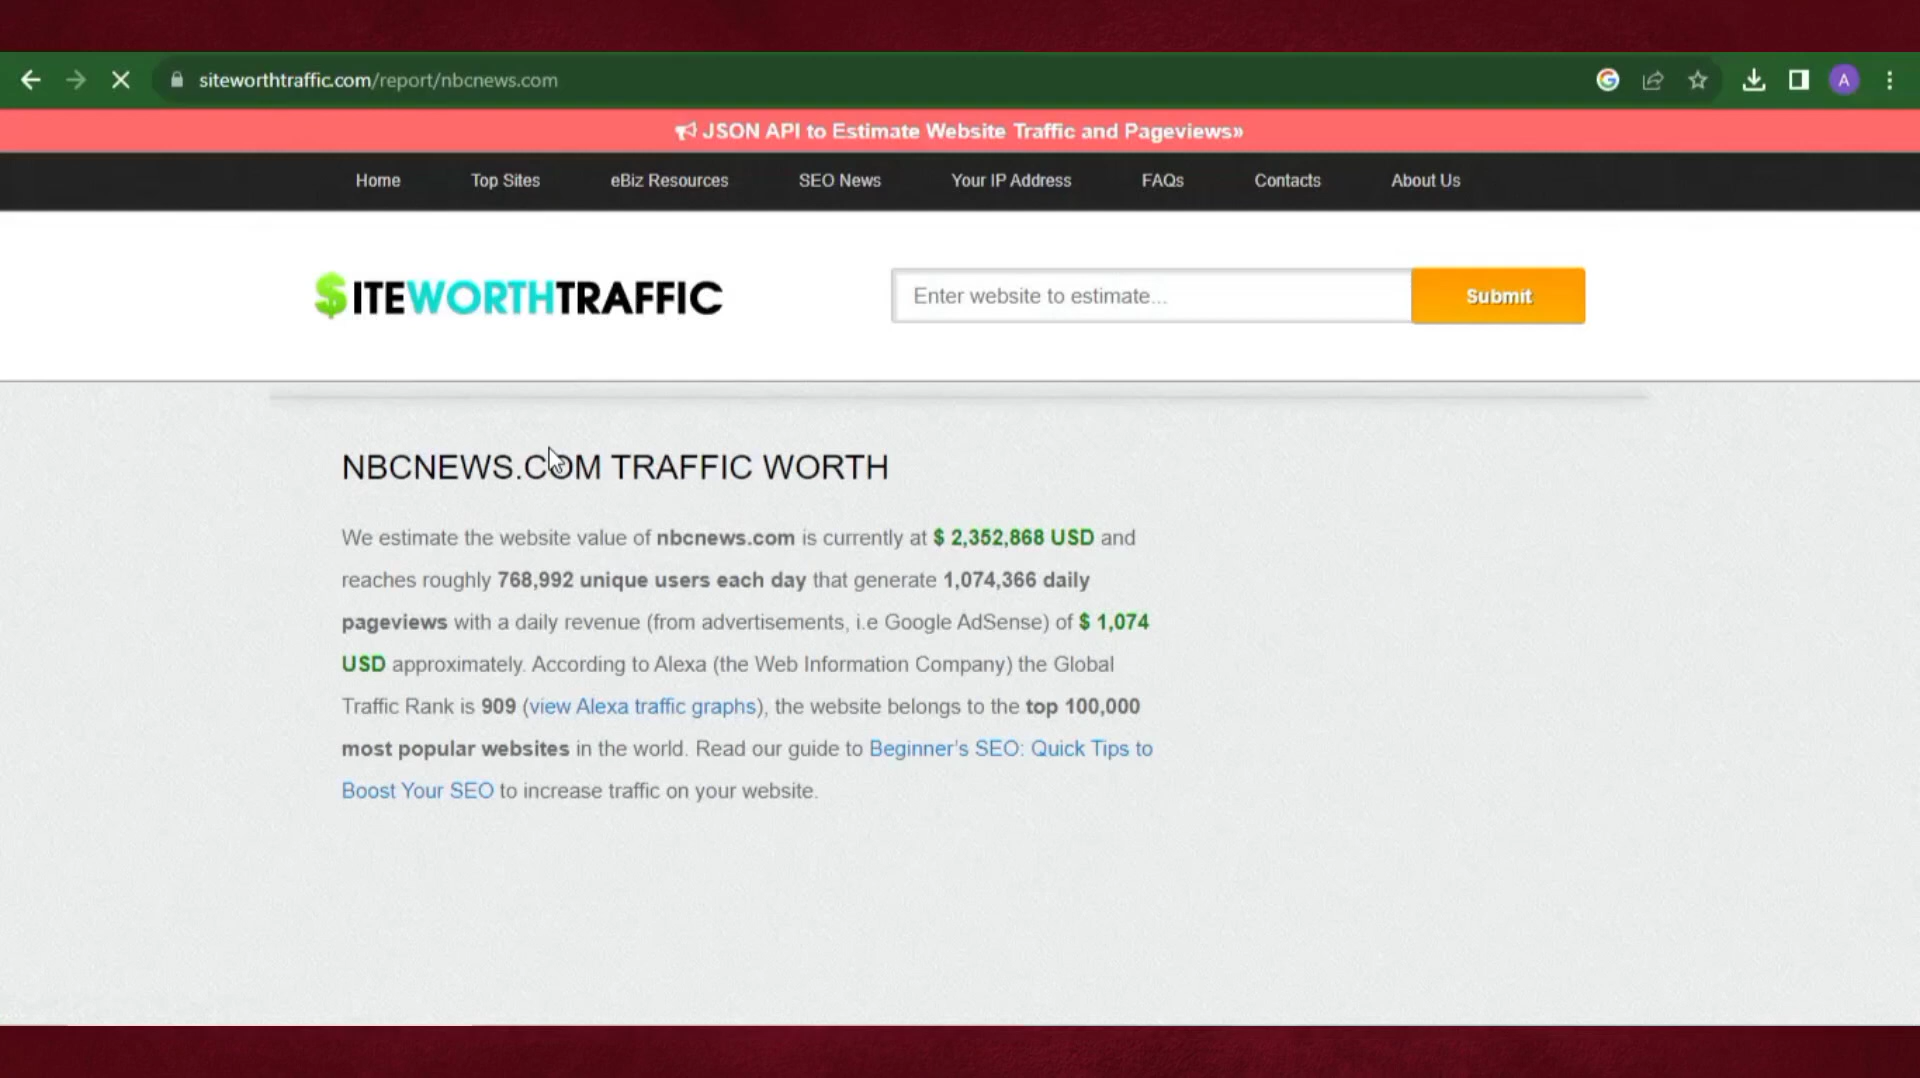 siteworthtraffic.com/report/nbcnews.com
A
JSON API to Estimate Website Traffic and Pageviews»
Home Top Sites eBiz Resources SEO News Your IP Address FAQs Contacts About Us
$ITEWORTHTRAFFIC
Enter website to estimate... Submit
NBCNEWS.COM TRAFFIC WORTH
We estimate the website value of nbcnews.com is currently at $ 2,352,868 USD and
reaches roughly 768,992 unique users each day that generate 1,074,366 daily
pageviews with a daily revenue (from advertisements, i.e Google AdSense) of $ 1,074
USD approximately. According to Alexa (the Web Information Company) the Global
Traffic Rank is 909 (view Alexa traffic graphs), the website belongs to the top 100,000
most popular websites in the world. Read our guide to Beginner's SEO: Quick Tips to
Boost Your SEO to increase traffic on your website.